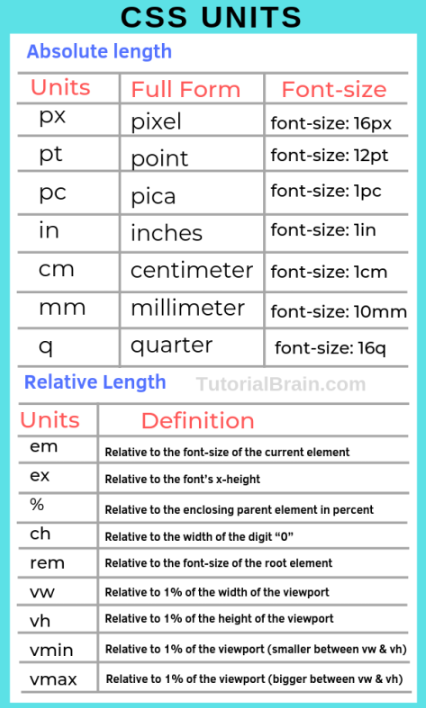 CSS UNITS
Absolute length
Units Full Form Font-size
px pixel font-size: 16px
pt point font-size: 12pt
pc pica font-size: 1pc
in inches font-size: 1in
cm centimeter font-size: 1cm
mm millimeter font-size: 10mm
q quarter font-size: 16q
Relative Length TutorialBrain.com
Units Definition
em Relative to the font-size of the current element
ex Relative to the font's x-height
% Relative to the enclosing parent element in percent
ch Relative to the width of the digit “0”
rem Relative to the font-size of the root element
vw Relative to 1% of the width of the viewport
vh Relative to 1% of the height of the viewport
vmin Relative to 1% of the viewport (smaller between vw & vh)
vmax Relative to 1% of the viewport (bigger between vw & vh)